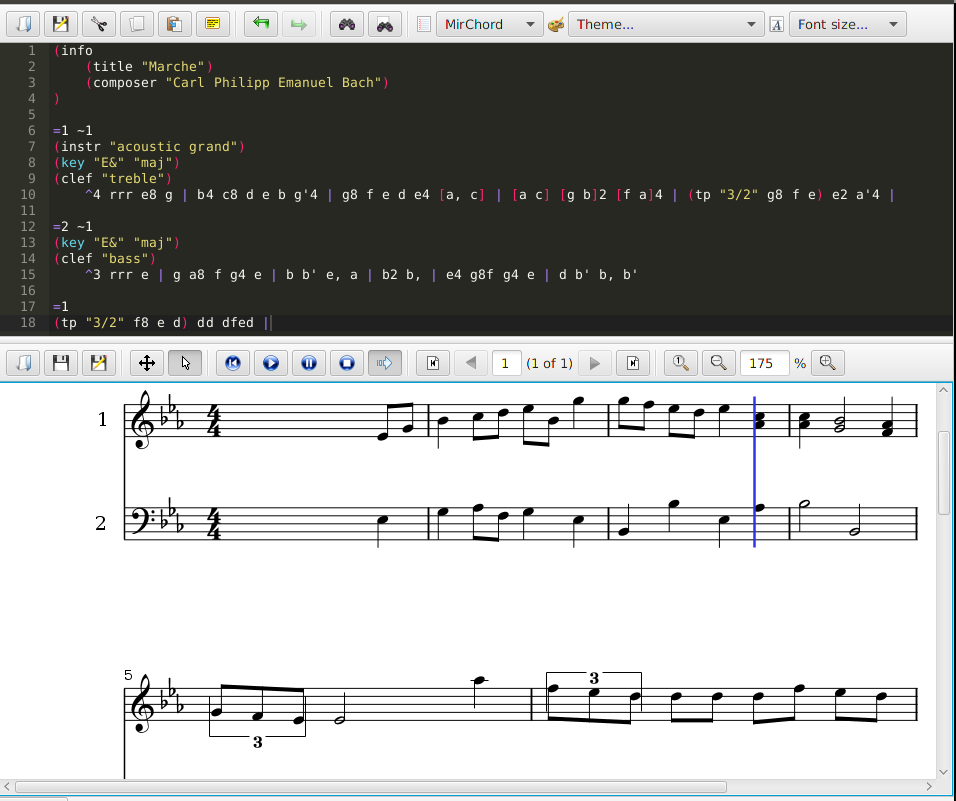 MirChord Theme... A Font size...
1 (info
2 (title "Marche")
3 (composer "Carl Philipp Emanuel Bach")
4 )
5
6 =1 ~1
7 (instr "acoustic grand")
8 (key "E&" "maj")
9 (clef "treble")
10 ^4 rrr e8 g | b4 c8 d e b g'4 | g8 f e d e4 [a, c] | [a c] [g b]2 [f a]4 | (tp "3/2" g8 f e) e2 a'4 |
11
12 =2 ~1
13 (key "E&" "maj")
14 (clef "bass")
15 ^3 rrr e | g a8 f g4 e | b b' e, a | b2 b, | e4 g8f g4 e | d b' b, b'
16
17 =1
18 (tp "3/2" f8 e d) dd dfed |
1 (1 of 1) 1 175 %
1 4 4
2 4 4
5
3
3